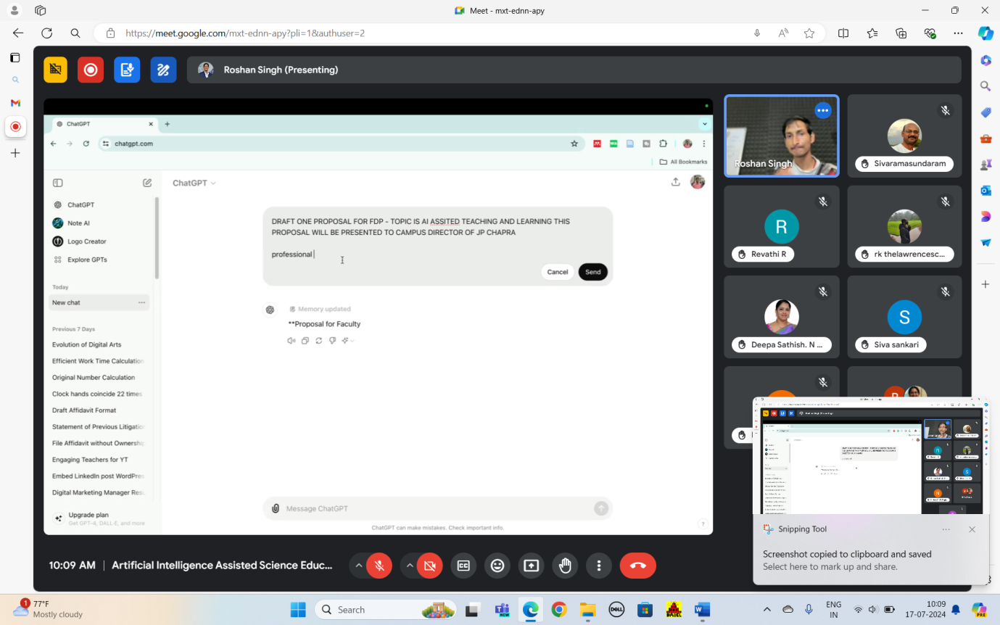 Meet - mxt-ednn-apy
https://meet.google.com/mxt-ednn-apy?pli=1&authuser=2
Roshan Singh (Presenting)
ChatGPT
chatgpt.com
All Bookmarks
ChatGPT
Note AI
Logo Creator
Explore GPTs
Today
New chat
Previous 7 Days
Evolution of Digital Arts
Efficient Work Time Calculation
Original Number Calculation
Clock hands coincide 22 times
Draft Affidavit Format
Statement of Previous Litigation
File Affidavit without Ownership
Engaging Teachers for YT
Embed LinkedIn post WordPres
Digital Marketing Manager Resu
Upgrade plan
Get GPT-4, DALL-E, and more
ChatGPT
DRAFT ONE PROPOSAL FOR FDP - TOPIC IS AI ASSITED TEACHING AND LEARNING THIS
PROPOSAL WILL BE PRESENTED TO CAMPUS DIRECTOR OF JP CHAPRA
professional
Cancel
Send
Memory updated
**Proposal for Faculty
Message ChatGPT
ChatGPT can make mistakes. Check important info.
?
Roshan Singh
Sivaramasundaram
R
Revathi R
rk thelawrencesc...
Deepa Sathish. N ...
S
Siva sankari
Snipping Tool
Screenshot copied to clipboard and saved
Select here to mark up and share.
10:09 AM | Artificial Intelligence Assisted Science Educ...
1
77°F
Mostly cloudy
Search
NEW
DELL
W
ENG
IN
10:09
17-07-2024
PRE